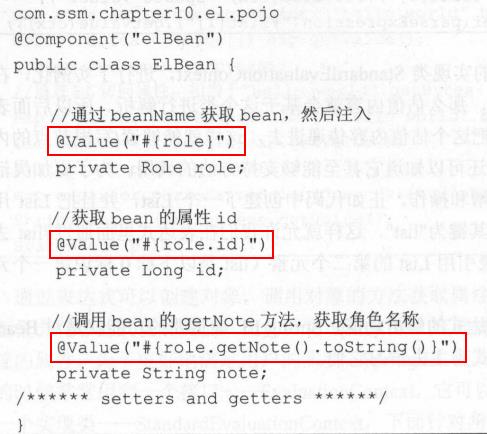 com.ssm.chapter10.el.pojo
@Component("elBean")
public class ElBean {
//通过 beanName 获取 bean，然后注入
@Value("#{role}")
private Role role;
//获取 bean 的属性 id
@Value("#{role.id}")
private Long id;
//调用 bean 的 getNote 方法，获取角色名称
@Value("#{role.getNote().toString()}")
private String note;
/****** setters and getters ******/
}